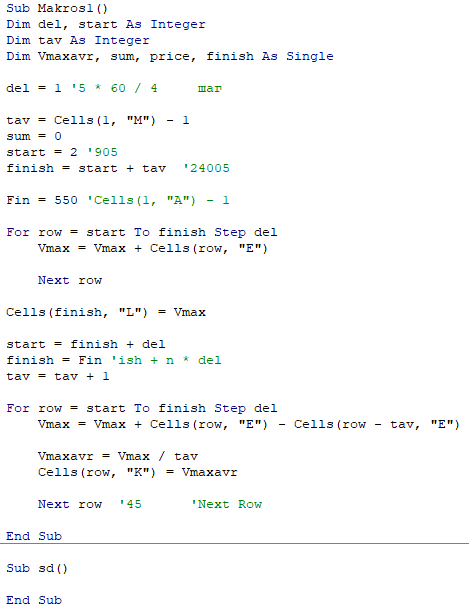 Sub Makros1()
Dim del, start As Integer
Dim tav As Integer
Dim Vmaxavr, sum, price, finish As Single
del = 1 '5 * 60 / 4     шаг
tav = Cells(1, "M") - 1
sum = 0
start = 2 '905
finish = start + tav  '24005
Fin = 550 'Cells(1, "A") - 1
For row = start To finish Step del
    Vmax = Vmax + Cells(row, "E")
    Next row
Cells(finish, "L") = Vmax
start = finish + del
finish = Fin 'ish + n * del
tav = tav + 1
For row = start To finish Step del
    Vmax = Vmax + Cells(row, "E") - Cells(row - tav, "E")
    Vmaxavr = Vmax / tav
    Cells(row, "K") = Vmaxavr
    Next row  '45      'Next Row
End Sub
Sub sd()
End Sub